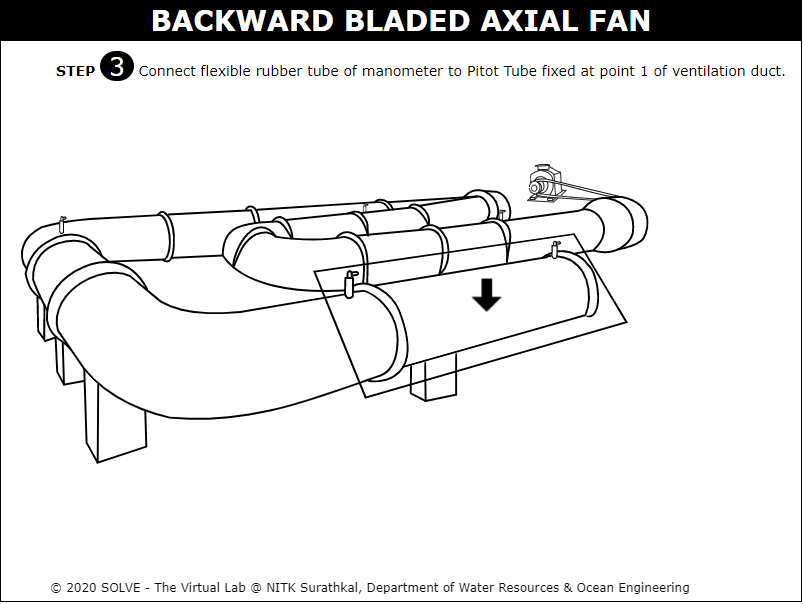 BACKWARD BLADED AXIAL FAN
STEP 3 Connect flexible rubber tube of manometer to Pitot Tube fixed at point 1 of ventilation duct.
© 2020 SOLVE - The Virtual Lab @ NITK Surathkal, Department of Water Resources & Ocean Engineering